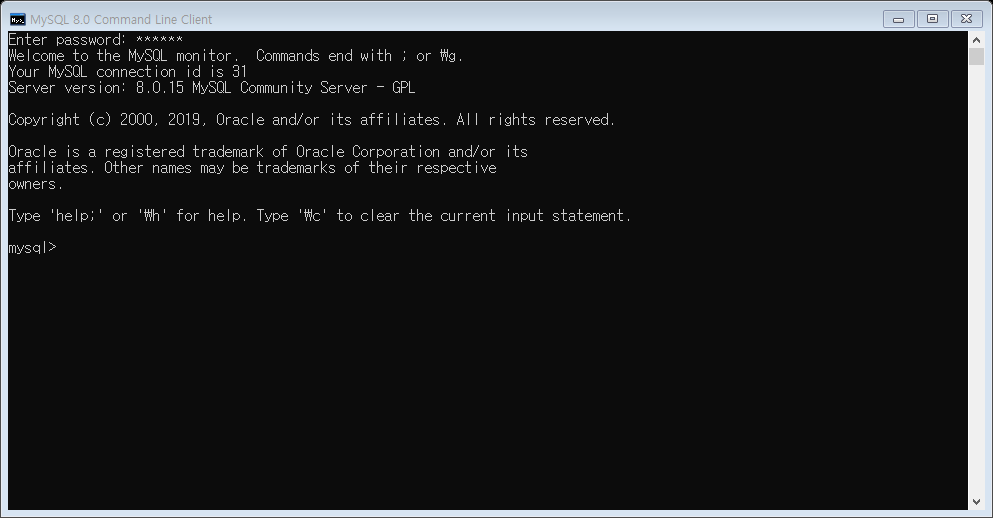 MySQL 8.0 Command Line Client
Enter password: ******
Welcome to the MySQL monitor.  Commands end with ; or ₩g.
Your MySQL connection id is 31
Server version: 8.0.15 MySQL Community Server - GPL
Copyright (c) 2000, 2019, Oracle and/or its affiliates. All rights reserved.
Oracle is a registered trademark of Oracle Corporation and/or its
affiliates. Other names may be trademarks of their respective
owners.
Type 'help;' or '₩h' for help. Type '₩c' to clear the current input statement.
mysql>